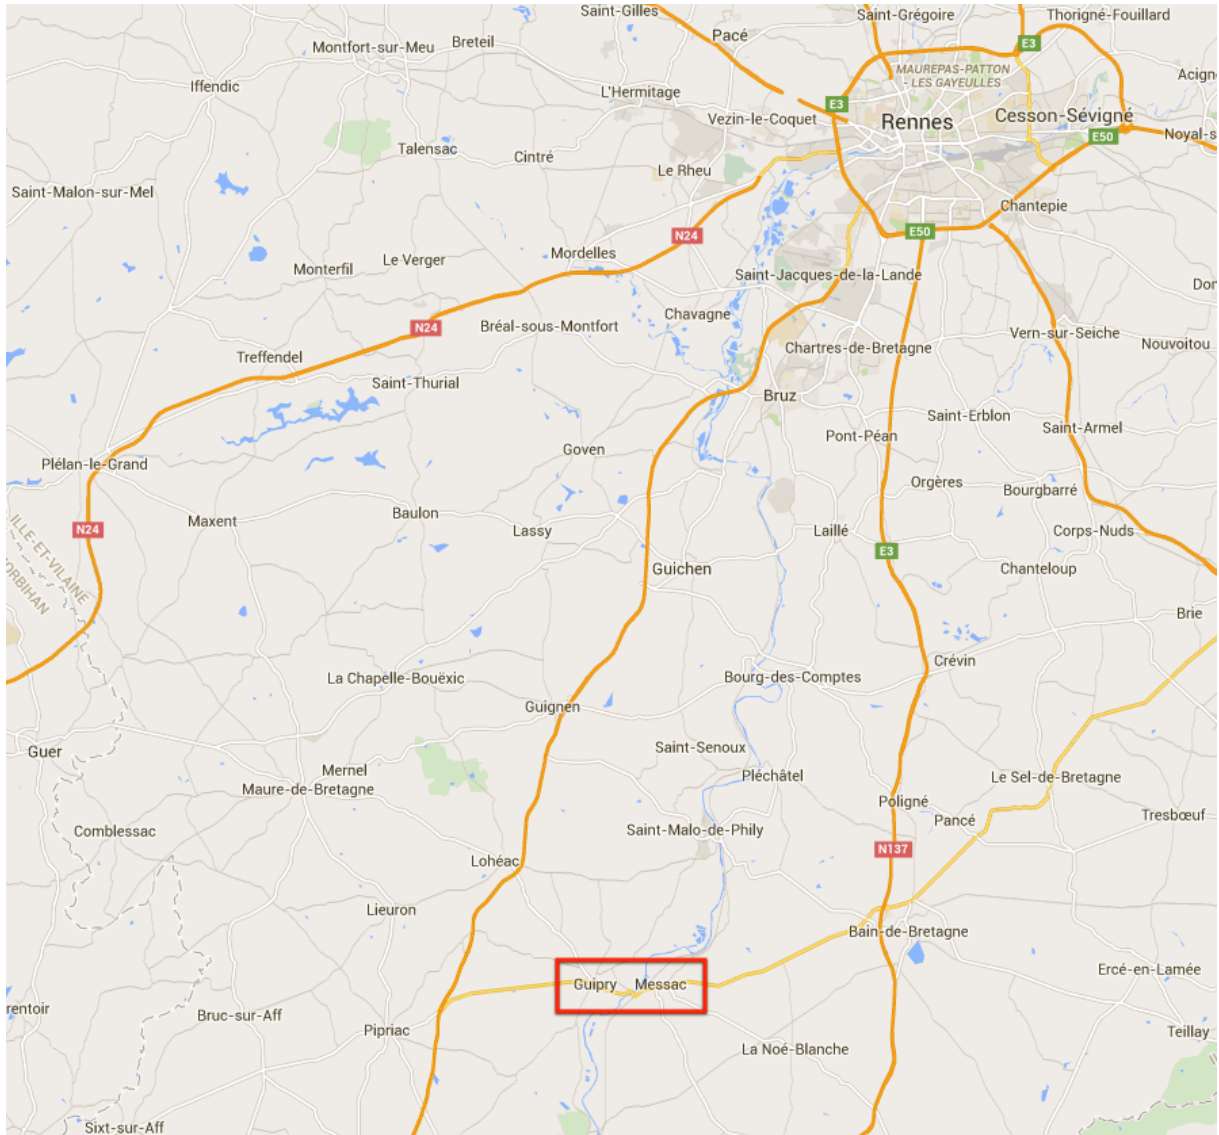 Saint-Gilles
Saint-Grégoire
Thorigné-Fouillard
Pacé
Montfort-sur-Meu
Breteil
E3
MAUREPAS-PATTON
- LES GAYEULLES
Acign
Iffendic
L'Hermitage
E3
Vezin-le-Coquet
Rennes
Cesson-Sévigné
E50
Noyal-s
Talensac
Cintré
Le Rheu
Saint-Malon-sur-Mel
Chantepie
N24
E50
Mordelles
Le Verger
Monterfil
Saint-Jacques-de-la-Lande
Don
Chavagne
N24
Bréal-sous-Montfort
Vern-sur-Seiche
Nouvoitou
Chartres-de-Bretagne
Treffendel
Saint-Thurial
Bruz
Saint-Erblon
Saint-Armel
Pont-Péan
Goven
Plélan-le-Grand
Orgères
Bourgbarré
Baulon
Maxent
Lassy
Laillé
Corps-Nuds
N24
E3
ILLE-ET-VILAINE
ORBIHAN
Guichen
Chanteloup
Brie
Crévin
La Chapelle-Bouëxic
Bourg-des-Comptes
Guignen
Guer
Saint-Senoux
Mernel
Pléchâtel
Le Sel-de-Bretagne
Maure-de-Bretagne
Poligné
Pancé
Tresbœuf
Comblessac
Saint-Malo-de-Phily
N137
Lohéac
Lieuron
Bain-de-Bretagne
Ercé-en-Lamée
Guipry
Messac
rentoir
Bruc-sur-Aff
Pipriac
Teillay
La Noé-Blanche
Sixt-sur-Aff